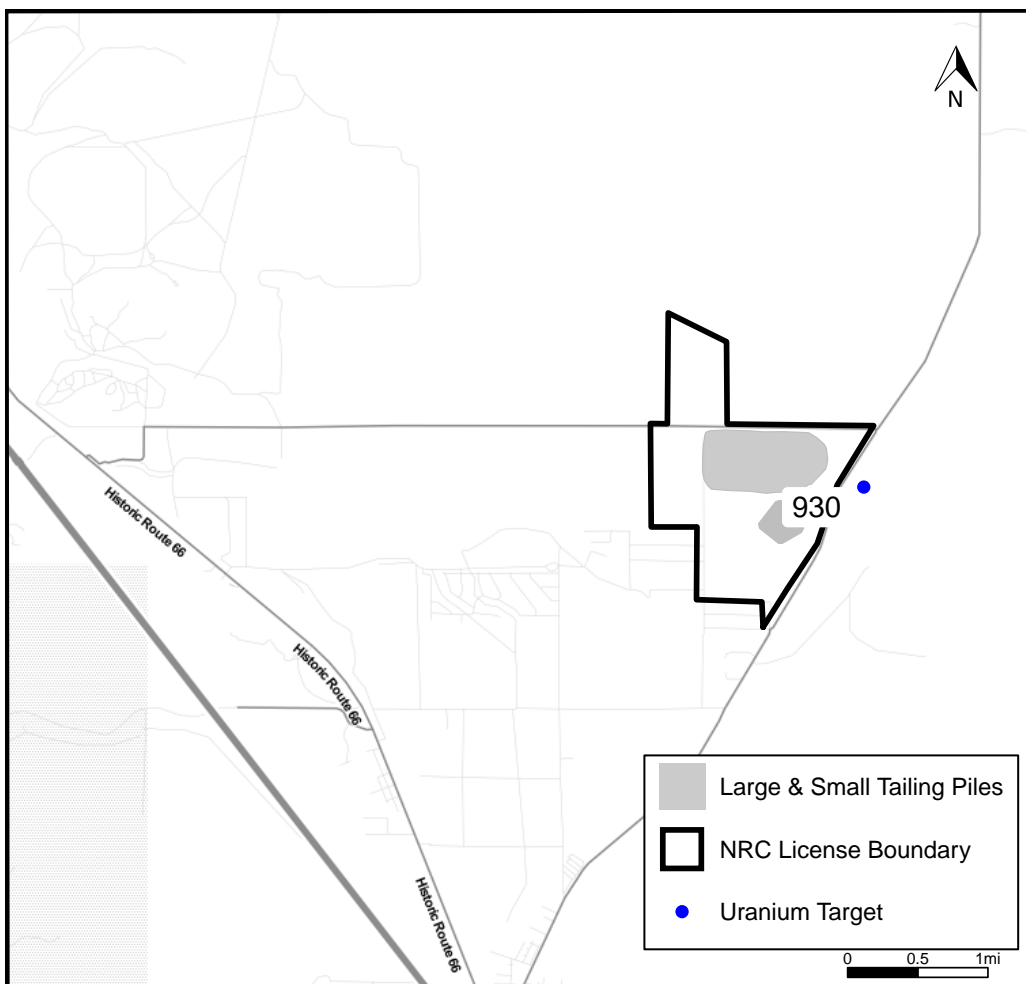 N
930
Historic Route 66
Historic Route 66
Historic Route 66
Large & Small Tailing Piles
NRC License Boundary
Uranium Target
0 0.5 1mi